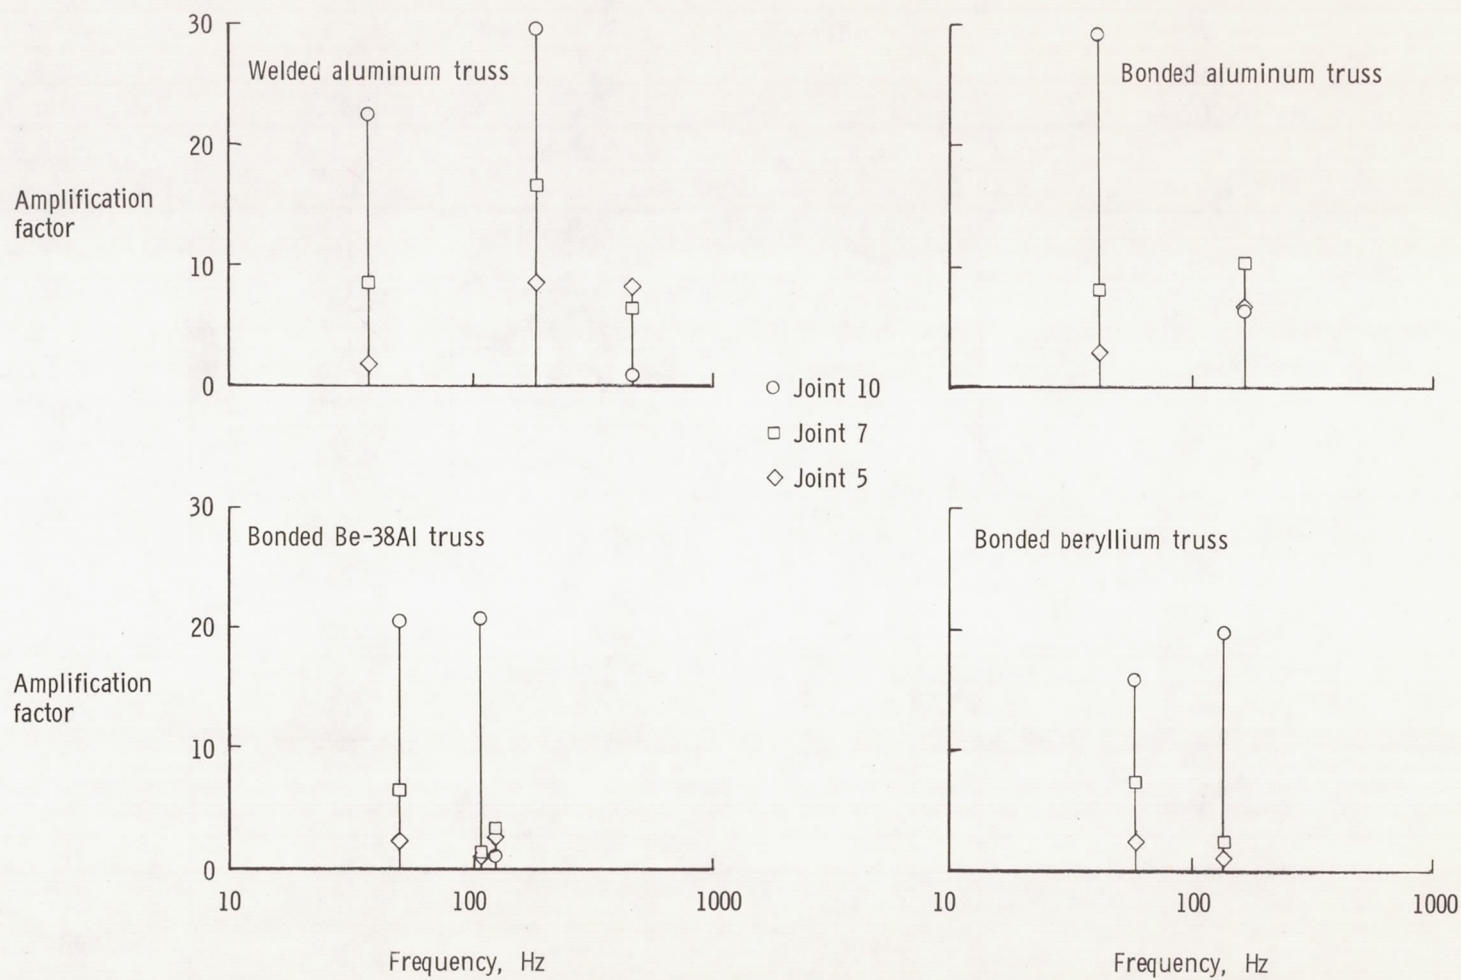 30
Welded aluminum truss
20
Amplification
factor
10
0
Bonded aluminum truss
Joint 10
Joint 7
Joint 5
30
Bonded Be-38Al truss
20
Amplification
factor
10
0
10
100
1000
Frequency, Hz
Bonded beryllium truss
10
100
1000
Frequency, Hz